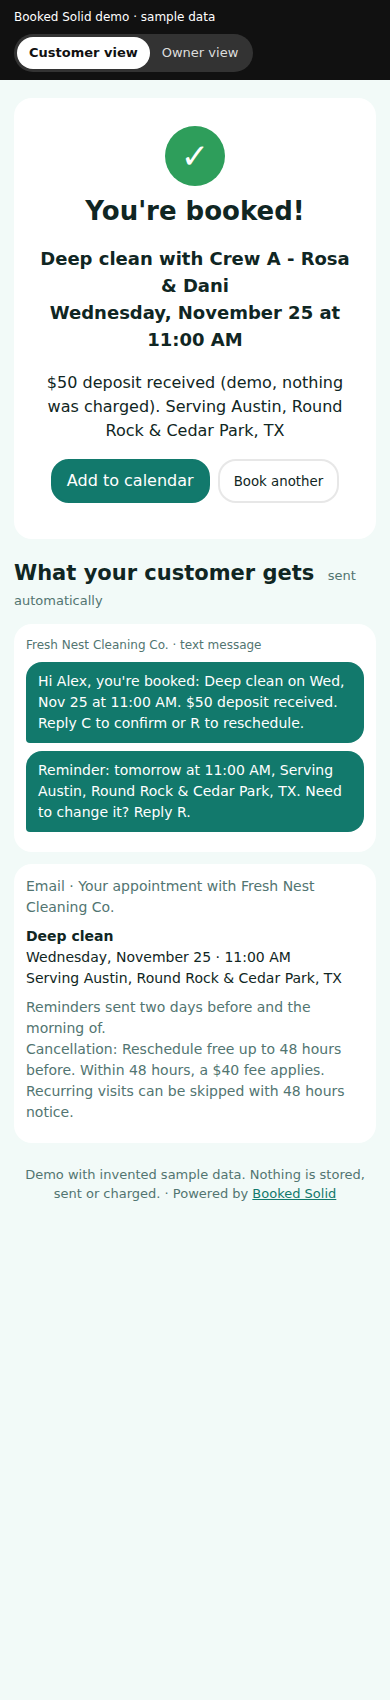 Booked Solid demo · sample data
Customer view
Owner view
✓
You're booked!
Deep clean with Crew A - Rosa
& Dani
Wednesday, November 25 at
11:00 AM
$50 deposit received (demo, nothing
was charged). Serving Austin, Round
Rock & Cedar Park, TX
Add to calendar
Book another
What your customer gets sent
automatically
Fresh Nest Cleaning Co. · text message
Hi Alex, you're booked: Deep clean on Wed,
Nov 25 at 11:00 AM. $50 deposit received.
Reply C to confirm or R to reschedule.
Reminder: tomorrow at 11:00 AM, Serving
Austin, Round Rock & Cedar Park, TX. Need
to change it? Reply R.
Email · Your appointment with Fresh Nest
Cleaning Co.
Deep clean
Wednesday, November 25 · 11:00 AM
Serving Austin, Round Rock & Cedar Park, TX
Reminders sent two days before and the
morning of.
Cancellation: Reschedule free up to 48 hours
before. Within 48 hours, a $40 fee applies.
Recurring visits can be skipped with 48 hours
notice.
Demo with invented sample data. Nothing is stored,
sent or charged. · Powered by Booked Solid